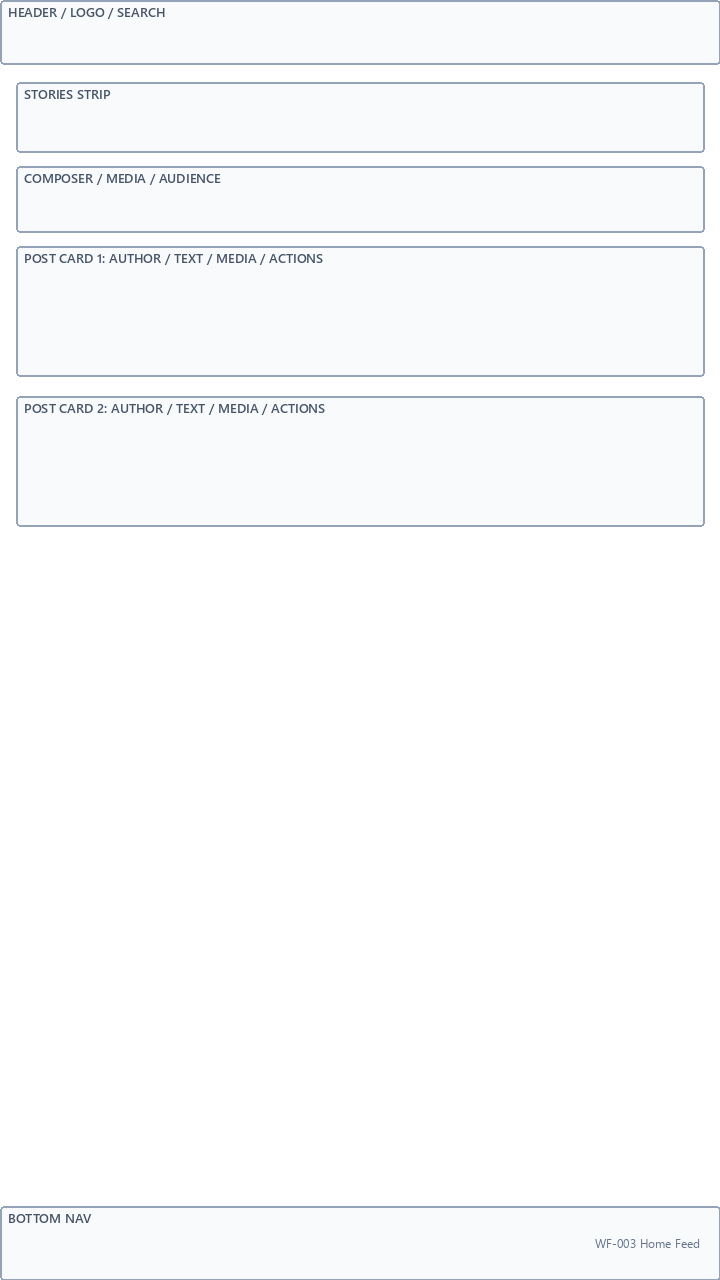 HEADER / LOGO / SEARCH
STORIES STRIP
COMPOSER / MEDIA / AUDIENCE
POST CARD 1: AUTHOR / TEXT / MEDIA / ACTIONS
POST CARD 2: AUTHOR / TEXT / MEDIA / ACTIONS
BOTTOM NAV
WF-003 Home Feed